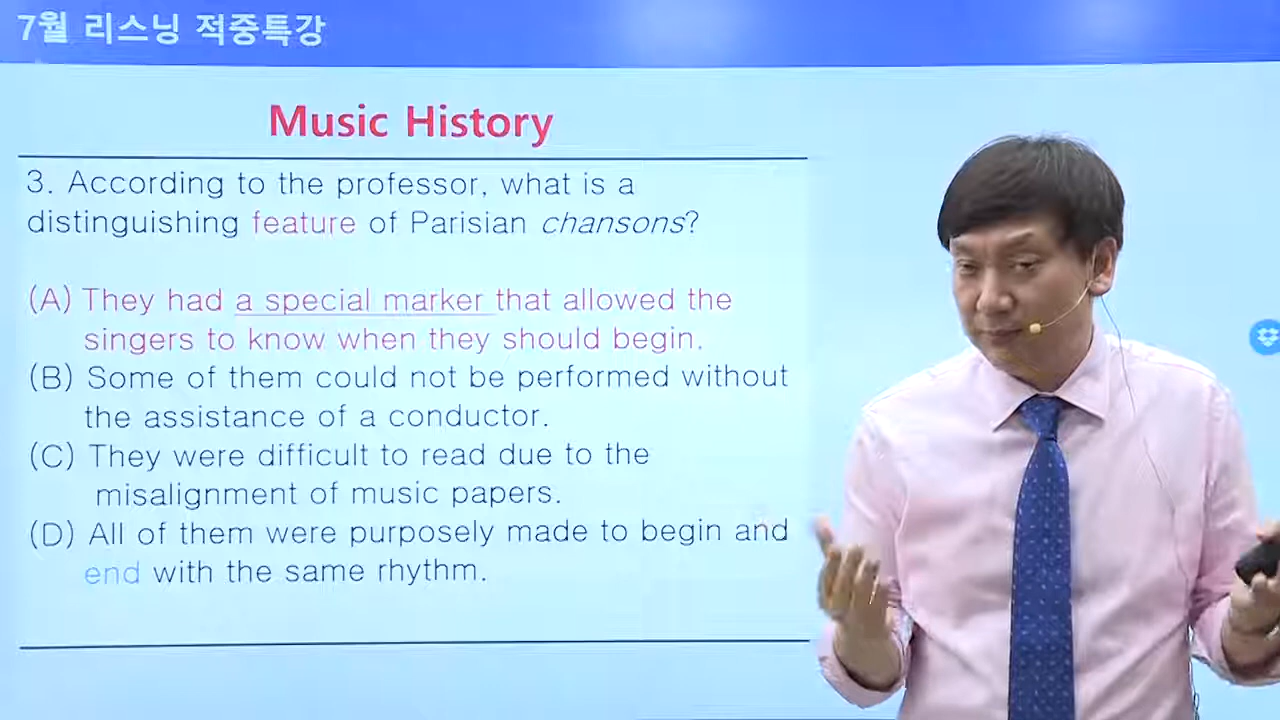 7월 리스닝 적중특강
Music History
3. According to the professor, what is a
distinguishing feature of Parisian chansons?
(A) They had a special marker that allowed the
singers to know when they should begin.
(B) Some of them could not be performed without
the assistance of a conductor.
(C) They were difficult to read due to the
misalignment of music papers.
(D) All of them were purposely made to begin and
end with the same rhythm.